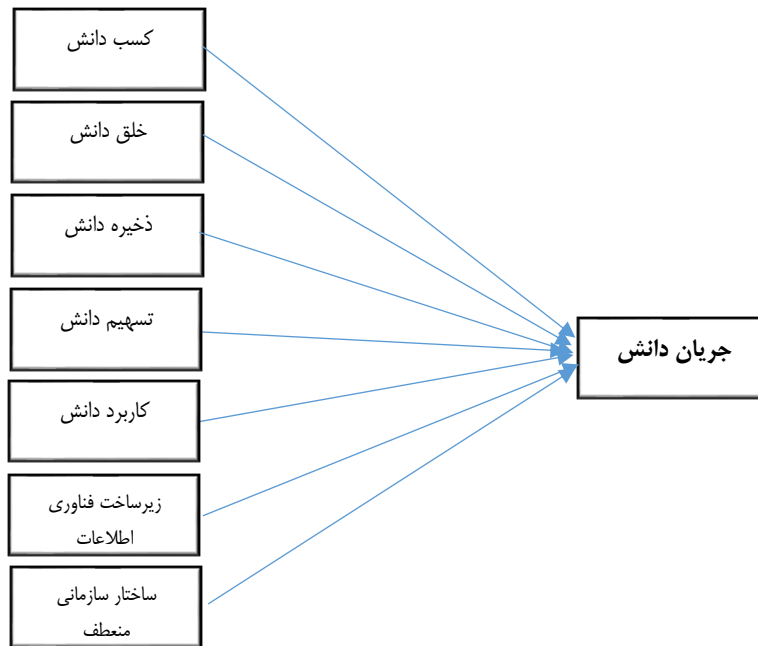 کسب دانش
خلق دانش
ذخیره دانش
تسهیم دانش
جریان دانش
کاربرد دانش
زیرساخت فناوری
اطلاعات
ساختار سازمانی
منعطف